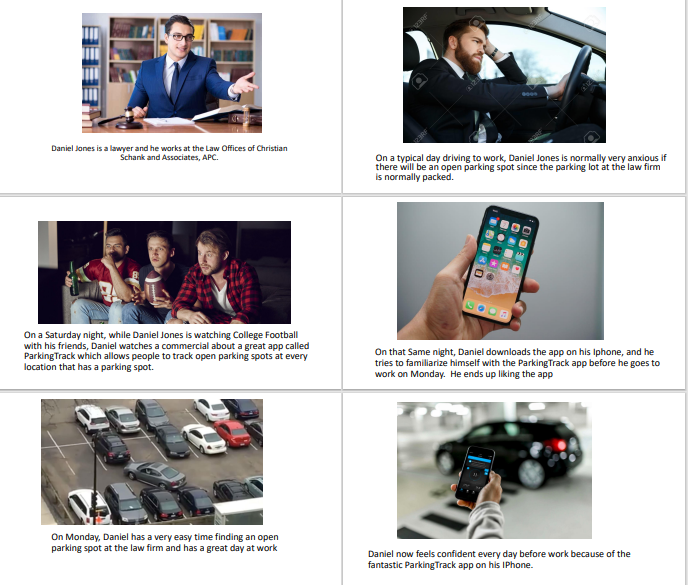 Daniel Jones is a lawyer and he works at the Law Offices of Christian
Schank and Associates, APC.
On a typical day driving to work, Daniel Jones is normally very anxious if
there will be an open parking spot since the parking lot at the law firm
is normally packed.
On a Saturday night, while Daniel Jones is watching College Football
with his friends, Daniel watches a commercial about a great app called
ParkingTrack which allows people to track open parking spots at every
location that has a parking spot.
On that Same night, Daniel downloads the app on his Iphone, and he
tries to familiarize himself with the ParkingTrack app before he goes to
work on Monday.  He ends up liking the app
On Monday, Daniel has a very easy time finding an open
parking spot at the law firm and has a great day at work
Daniel now feels confident every day before work because of the
fantastic ParkingTrack app on his IPhone.